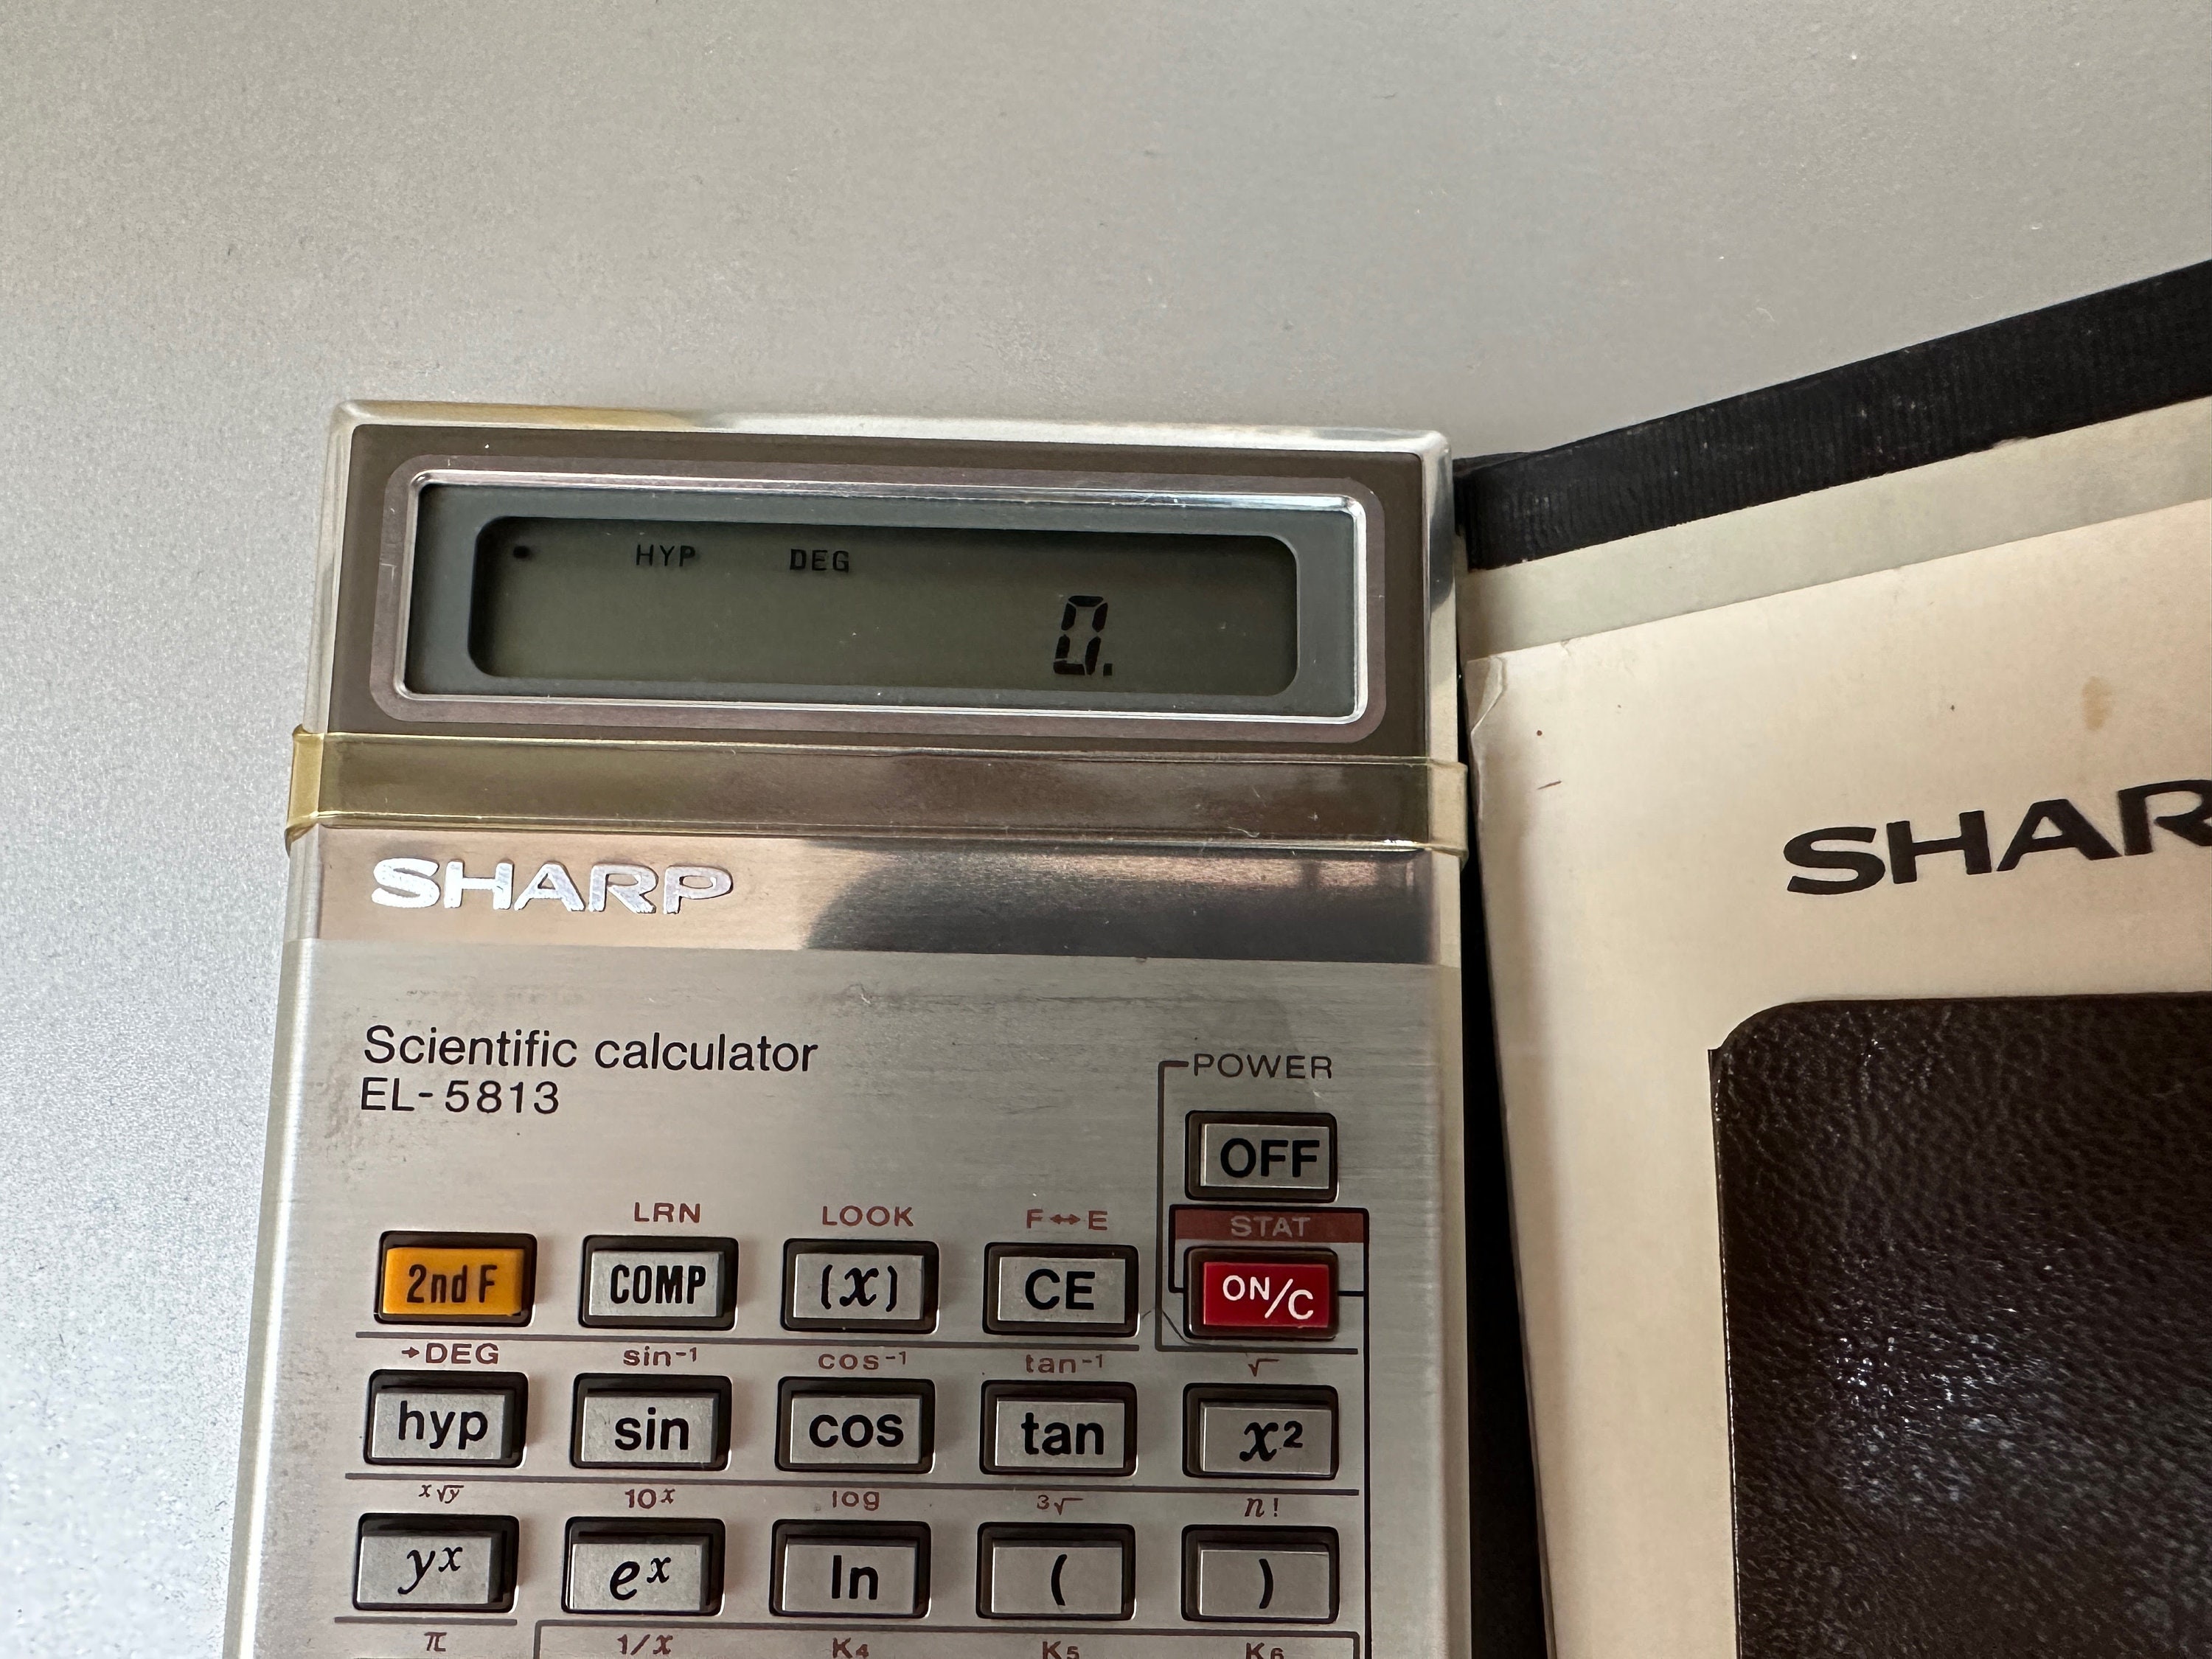 HYP DEG
0.
SHARP
SHAR
Scientific calculator
EL-5813
POWER
OFF
LRN LOOK F↔E STAT
2nd F COMP (x) CE ON/C
→DEG sin⁻¹ cos⁻¹ tan⁻¹ √
hyp sin cos tan x²
ˣ√y 10ˣ log ³√ n!
yˣ eˣ ln ( )
π 1/x K4 K5 K6